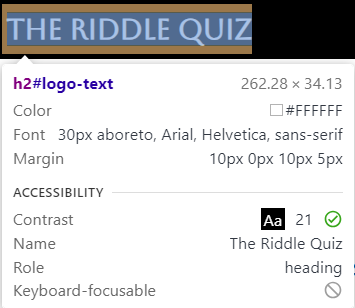 THE RIDDLE QUIZ
h2#logo-text 262.28 × 34.13
Color #FFFFFF
Font 30px aboreto, Arial, Helvetica, sans-serif
Margin 10px 0px 10px 5px
ACCESSIBILITY
Contrast Aa 21
Name The Riddle Quiz
Role heading
Keyboard-focusable